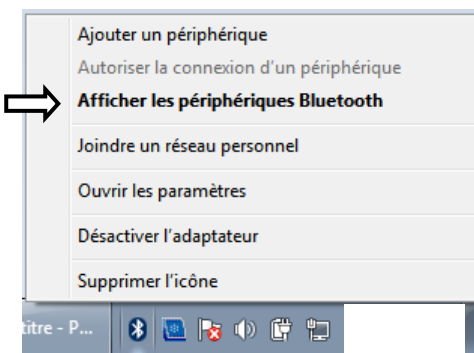 Ajouter un périphérique
Autoriser la connexion d'un périphérique
Afficher les périphériques Bluetooth
Joindre un réseau personnel
Ouvrir les paramètres
Désactiver l'adaptateur
Supprimer l'icône
titre - P...